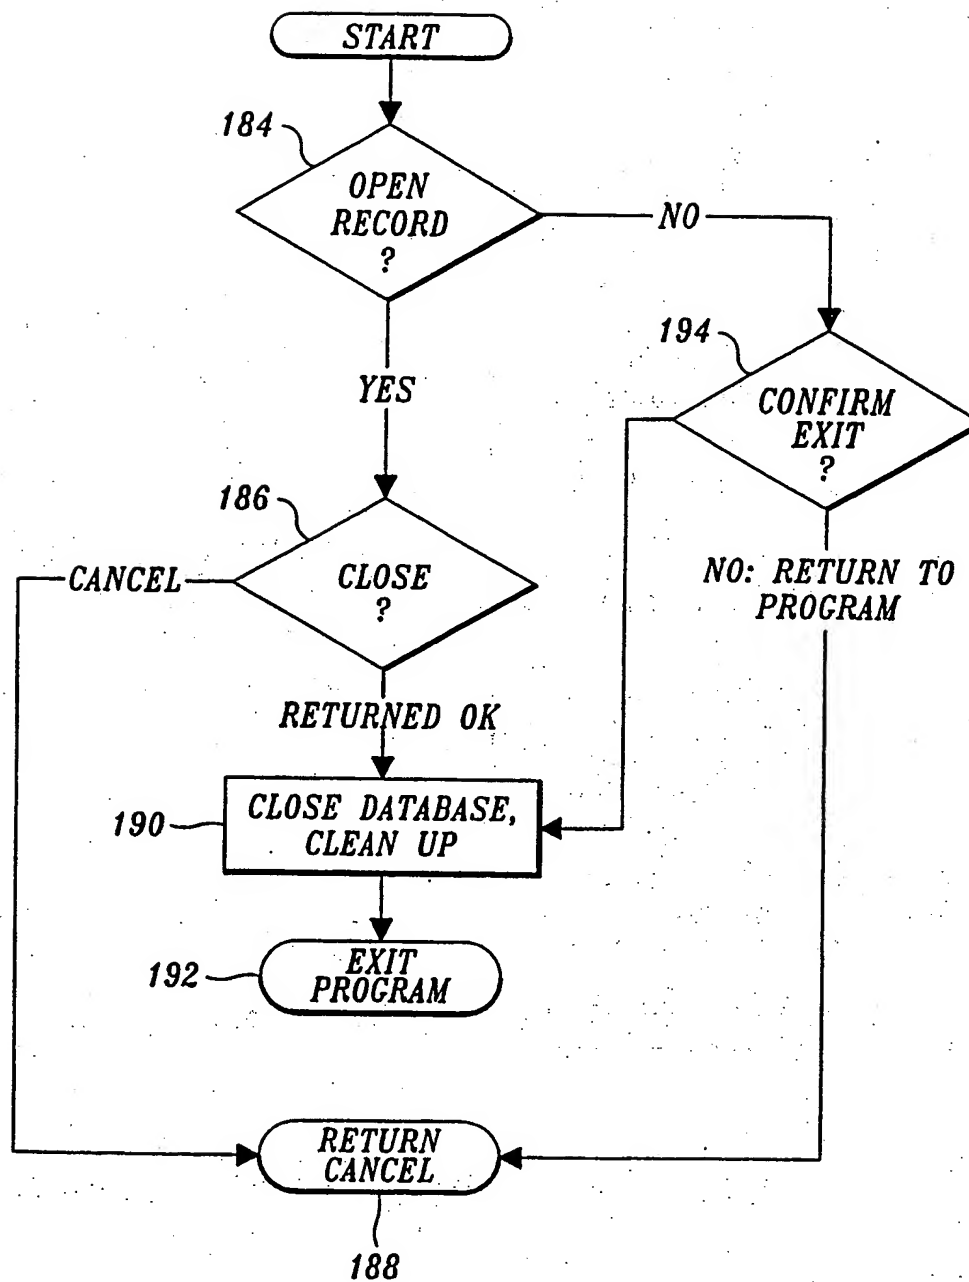 START
184
OPEN
RECORD
?
NO
194
CONFIRM
EXIT
?
YES
186
CLOSE
?
CANCEL
NO: RETURN TO
PROGRAM
RETURNED OK
190
CLOSE DATABASE,
CLEAN UP
192
EXIT
PROGRAM
RETURN
CANCEL
188